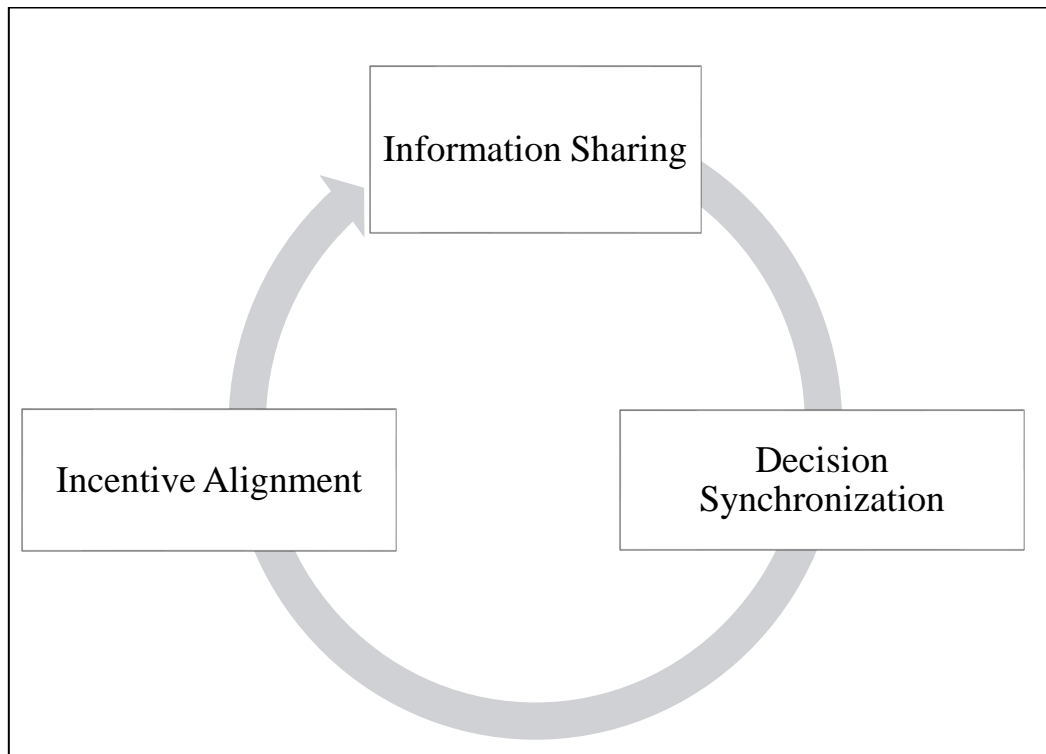 Information Sharing
Incentive Alignment
Decision
Synchronization